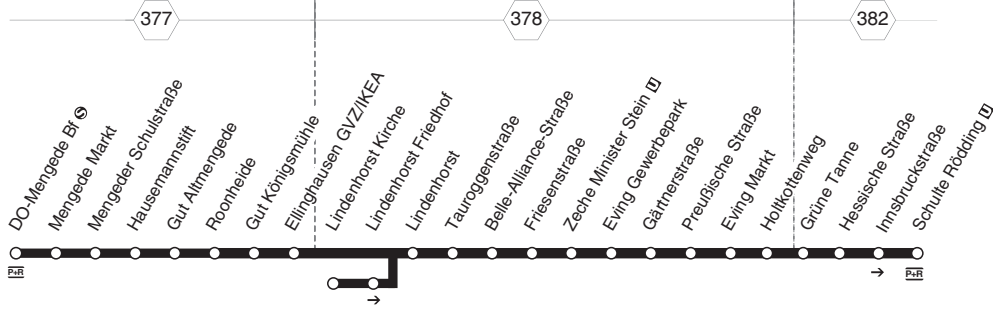 377
378
382
DO-Mengede Bf S
Mengede Markt
Mengeder Schulstraße
Hausemannstift
Gut Altmengede
Roonheide
Gut Königsmühle
Ellinghausen GVZ/IKEA
Lindenhorst Kirche
Lindenhorst Friedhof
Lindenhorst
Tauroggenstraße
Belle-Alliance-Straße
Friesenstraße
Zeche Minister Stein U
Eving Gewerbepark
Gärtnerstraße
Preußische Straße
Eving Markt
Holtkottenweg
Grüne Tanne
Hessische Straße
Innsbruckstraße
Schulte Rödding U
P+R
→
→
P+R